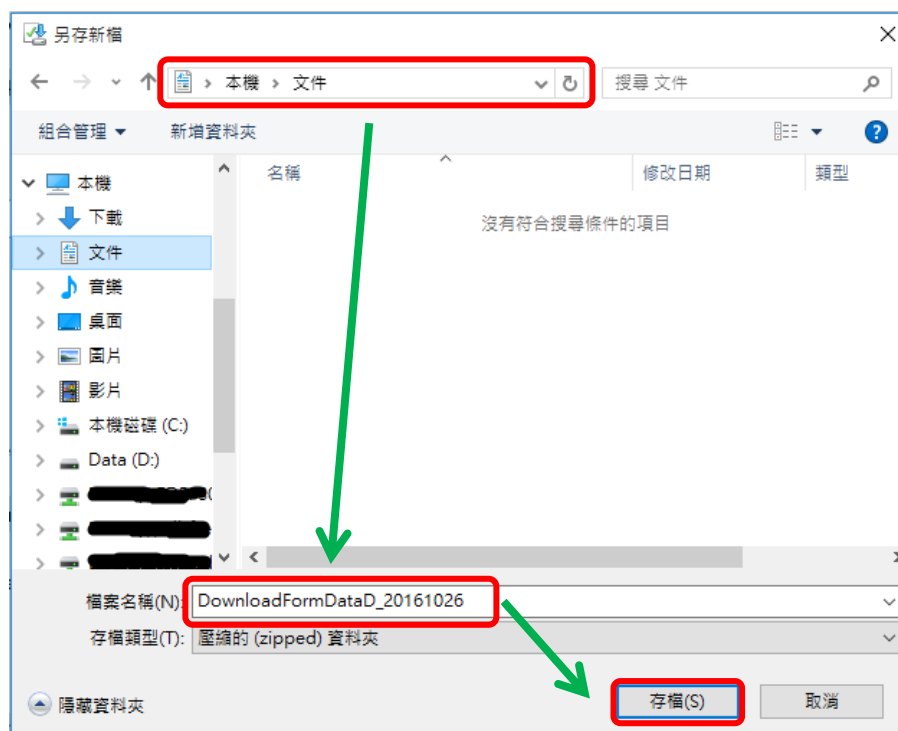 另存新檔
本機 > 文件
搜尋 文件
組合管理 新增資料夾
名稱 修改日期 類型
沒有符合搜尋條件的項目
本機
下載
文件
音樂
桌面
圖片
影片
本機磁碟 (C:)
Data (D:)
檔案名稱(N): DownloadFormDataD_20161026
存檔類型(T): 壓縮的 (zipped) 資料夾
隱藏資料夾 存檔(S) 取消